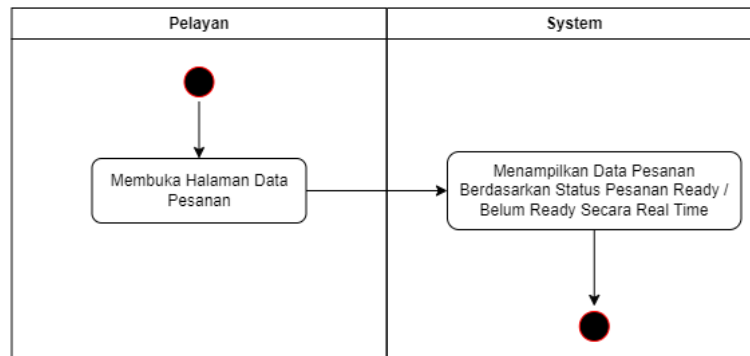 Pelayan
System
Membuka Halaman Data
Pesanan
Menampilkan Data Pesanan
Berdasarkan Status Pesanan Ready /
Belum Ready Secara Real Time